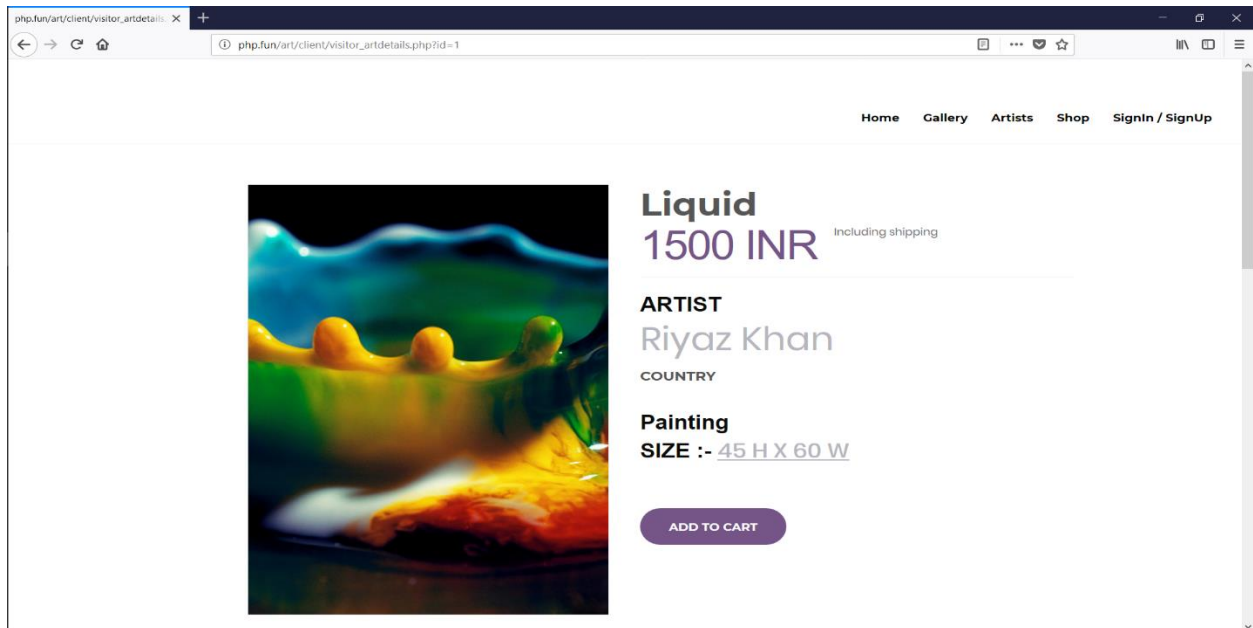 php.fun/art/client/visitor_artdetails.
php.fun/art/client/visitor_artdetails.php?id=1
Home Gallery Artists Shop SignIn / SignUp
Liquid
1500 INR Including shipping
ARTIST
Riyaz Khan
COUNTRY
Painting
SIZE :- 45 H X 60 W
ADD TO CART